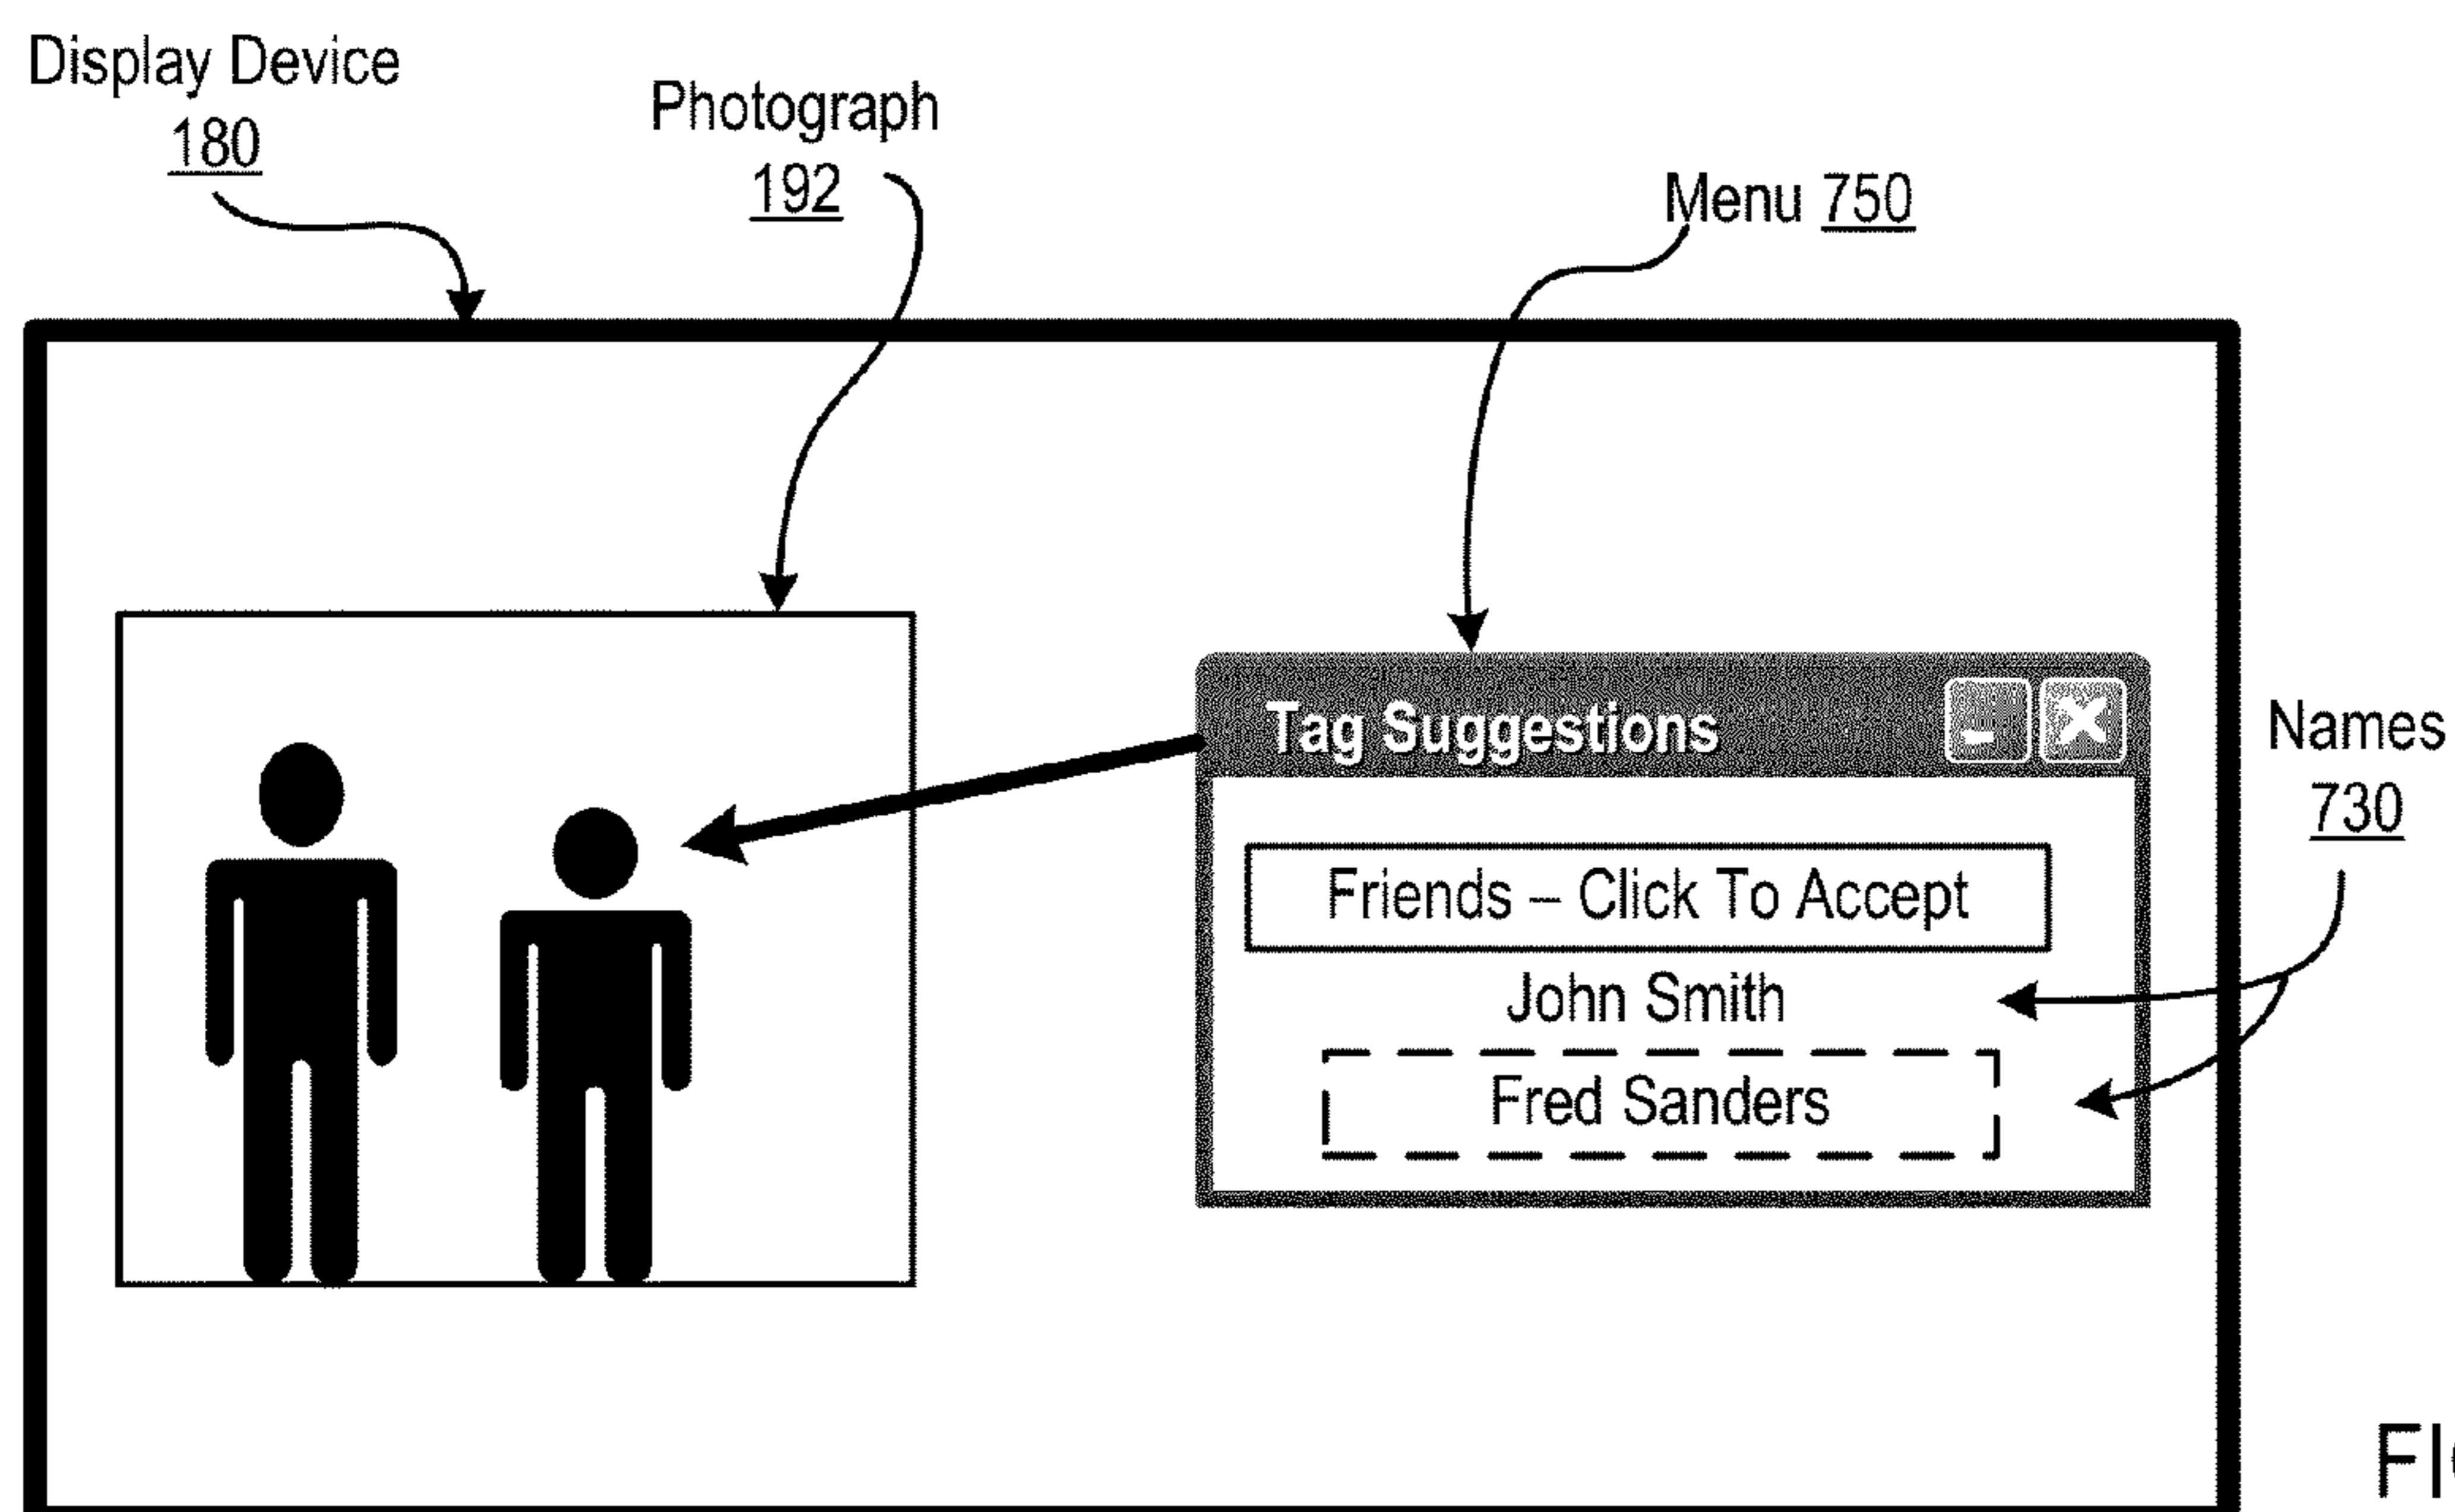 Display Device
180
Photograph
192
Menu 750
Tag Suggestions
Names
730
Friends – Click To Accept
John Smith
Fred Sanders